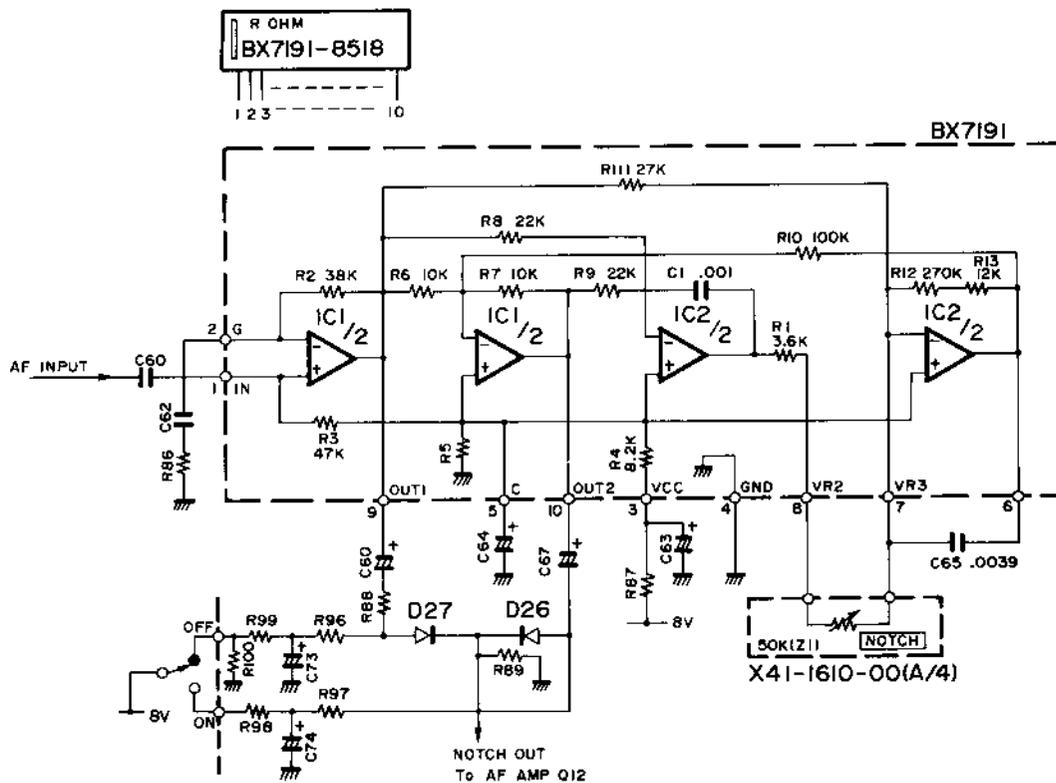 R OHM
BX7191-8518
1 2 3 10
BX7191
R111 27K
R8 22K
R10 100K
R2 38K
R6 10K
R7 10K
R9 22K
C1 .001
R12 270K
R13
12K
IC1/2
IC1/2
IC2/2
IC2/2
R1
3.6K
2 G
AF INPUT
C60
1 IN
C62
R86
R3
47K
R5
R4
8.2K
OUT1
C
OUT2
VCC
GND
VR2
VR3
9
5
10
3
4
8
7
6
C60
C64
C67
C63
C65 .0039
R88
R87
8V
D27
D26
50K(Z1)
NOTCH
X41-1610-00(A/4)
OFF
R99
R96
R100
C73
R89
8V
ON
R98
R97
C74
NOTCH OUT
To AF AMP Q12